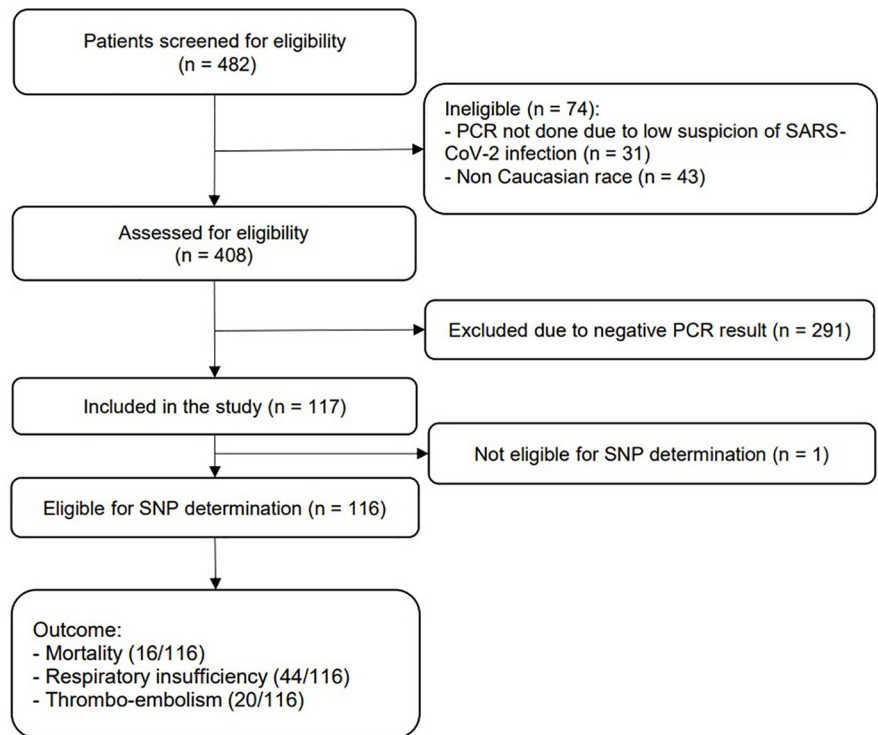 Patients screened for eligibility
(n = 482)
Ineligible (n = 74):
- PCR not done due to low suspicion of SARS-
CoV-2 infection (n = 31)
- Non Caucasian race (n = 43)
Assessed for eligibility
(n = 408)
Excluded due to negative PCR result (n = 291)
Included in the study (n = 117)
Not eligible for SNP determination (n = 1)
Eligible for SNP determination (n = 116)
Outcome:
- Mortality (16/116)
- Respiratory insufficiency (44/116)
- Thrombo-embolism (20/116)